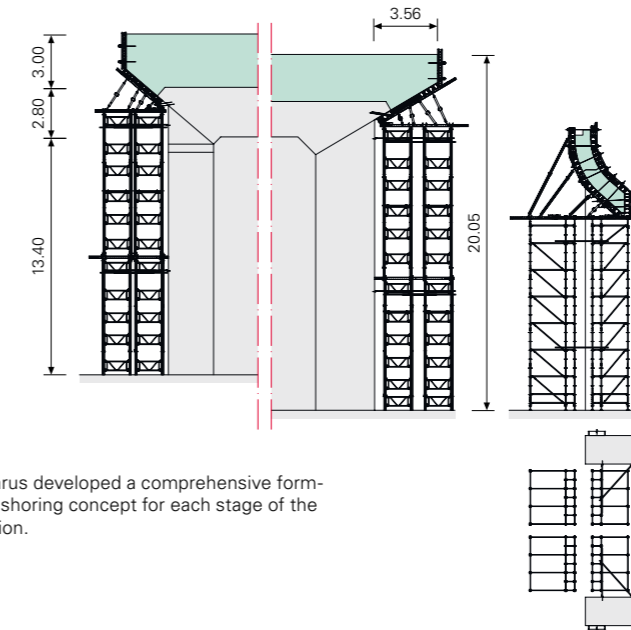 3.56
3.00
2.80
13.40
20.05
arus developed a comprehensive form-
shoring concept for each stage of the
ion.